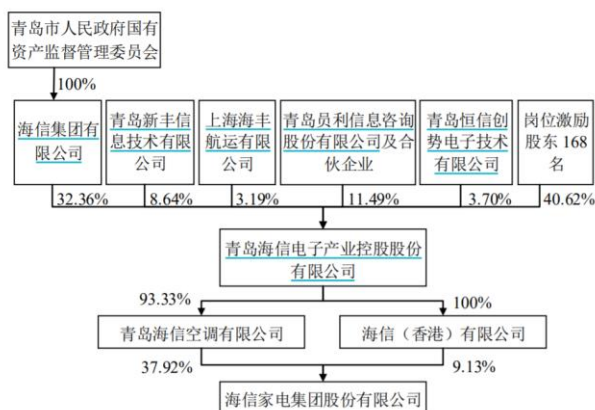 青岛市人民政府国有
资产监督管理委员会
100%
海信集团有
限公司
青岛新丰信
息技术有限
公司
上海海丰
航运有限
公司
青岛员利信息咨询
股份有限公司及合
伙企业
青岛恒信创
势电子技术
有限公司
岗位激励
股东 168
名
32.36%
8.64%
3.19%
11.49%
3.70%
40.62%
青岛海信电子产业控股股份
有限公司
93.33%
100%
青岛海信空调有限公司
海信（香港）有限公司
37.92%
9.13%
海信家电集团股份有限公司